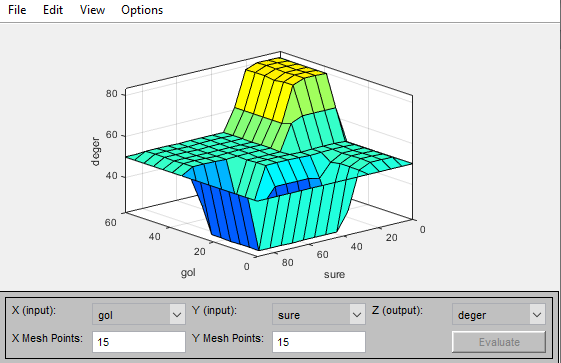 File Edit View Options
80
60
40
deger
60
40
20
0
gol
80
60
40
20
0
sure
X (input): gol Y (input): sure Z (output): deger
X Mesh Points: 15 Y Mesh Points: 15 Evaluate